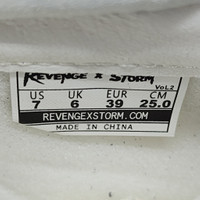 REVENGE X STORM
VOL.2
US UK EUR CM
7 6 39 25.0
REVENGEXSTORM.COM
MADE IN CHINA